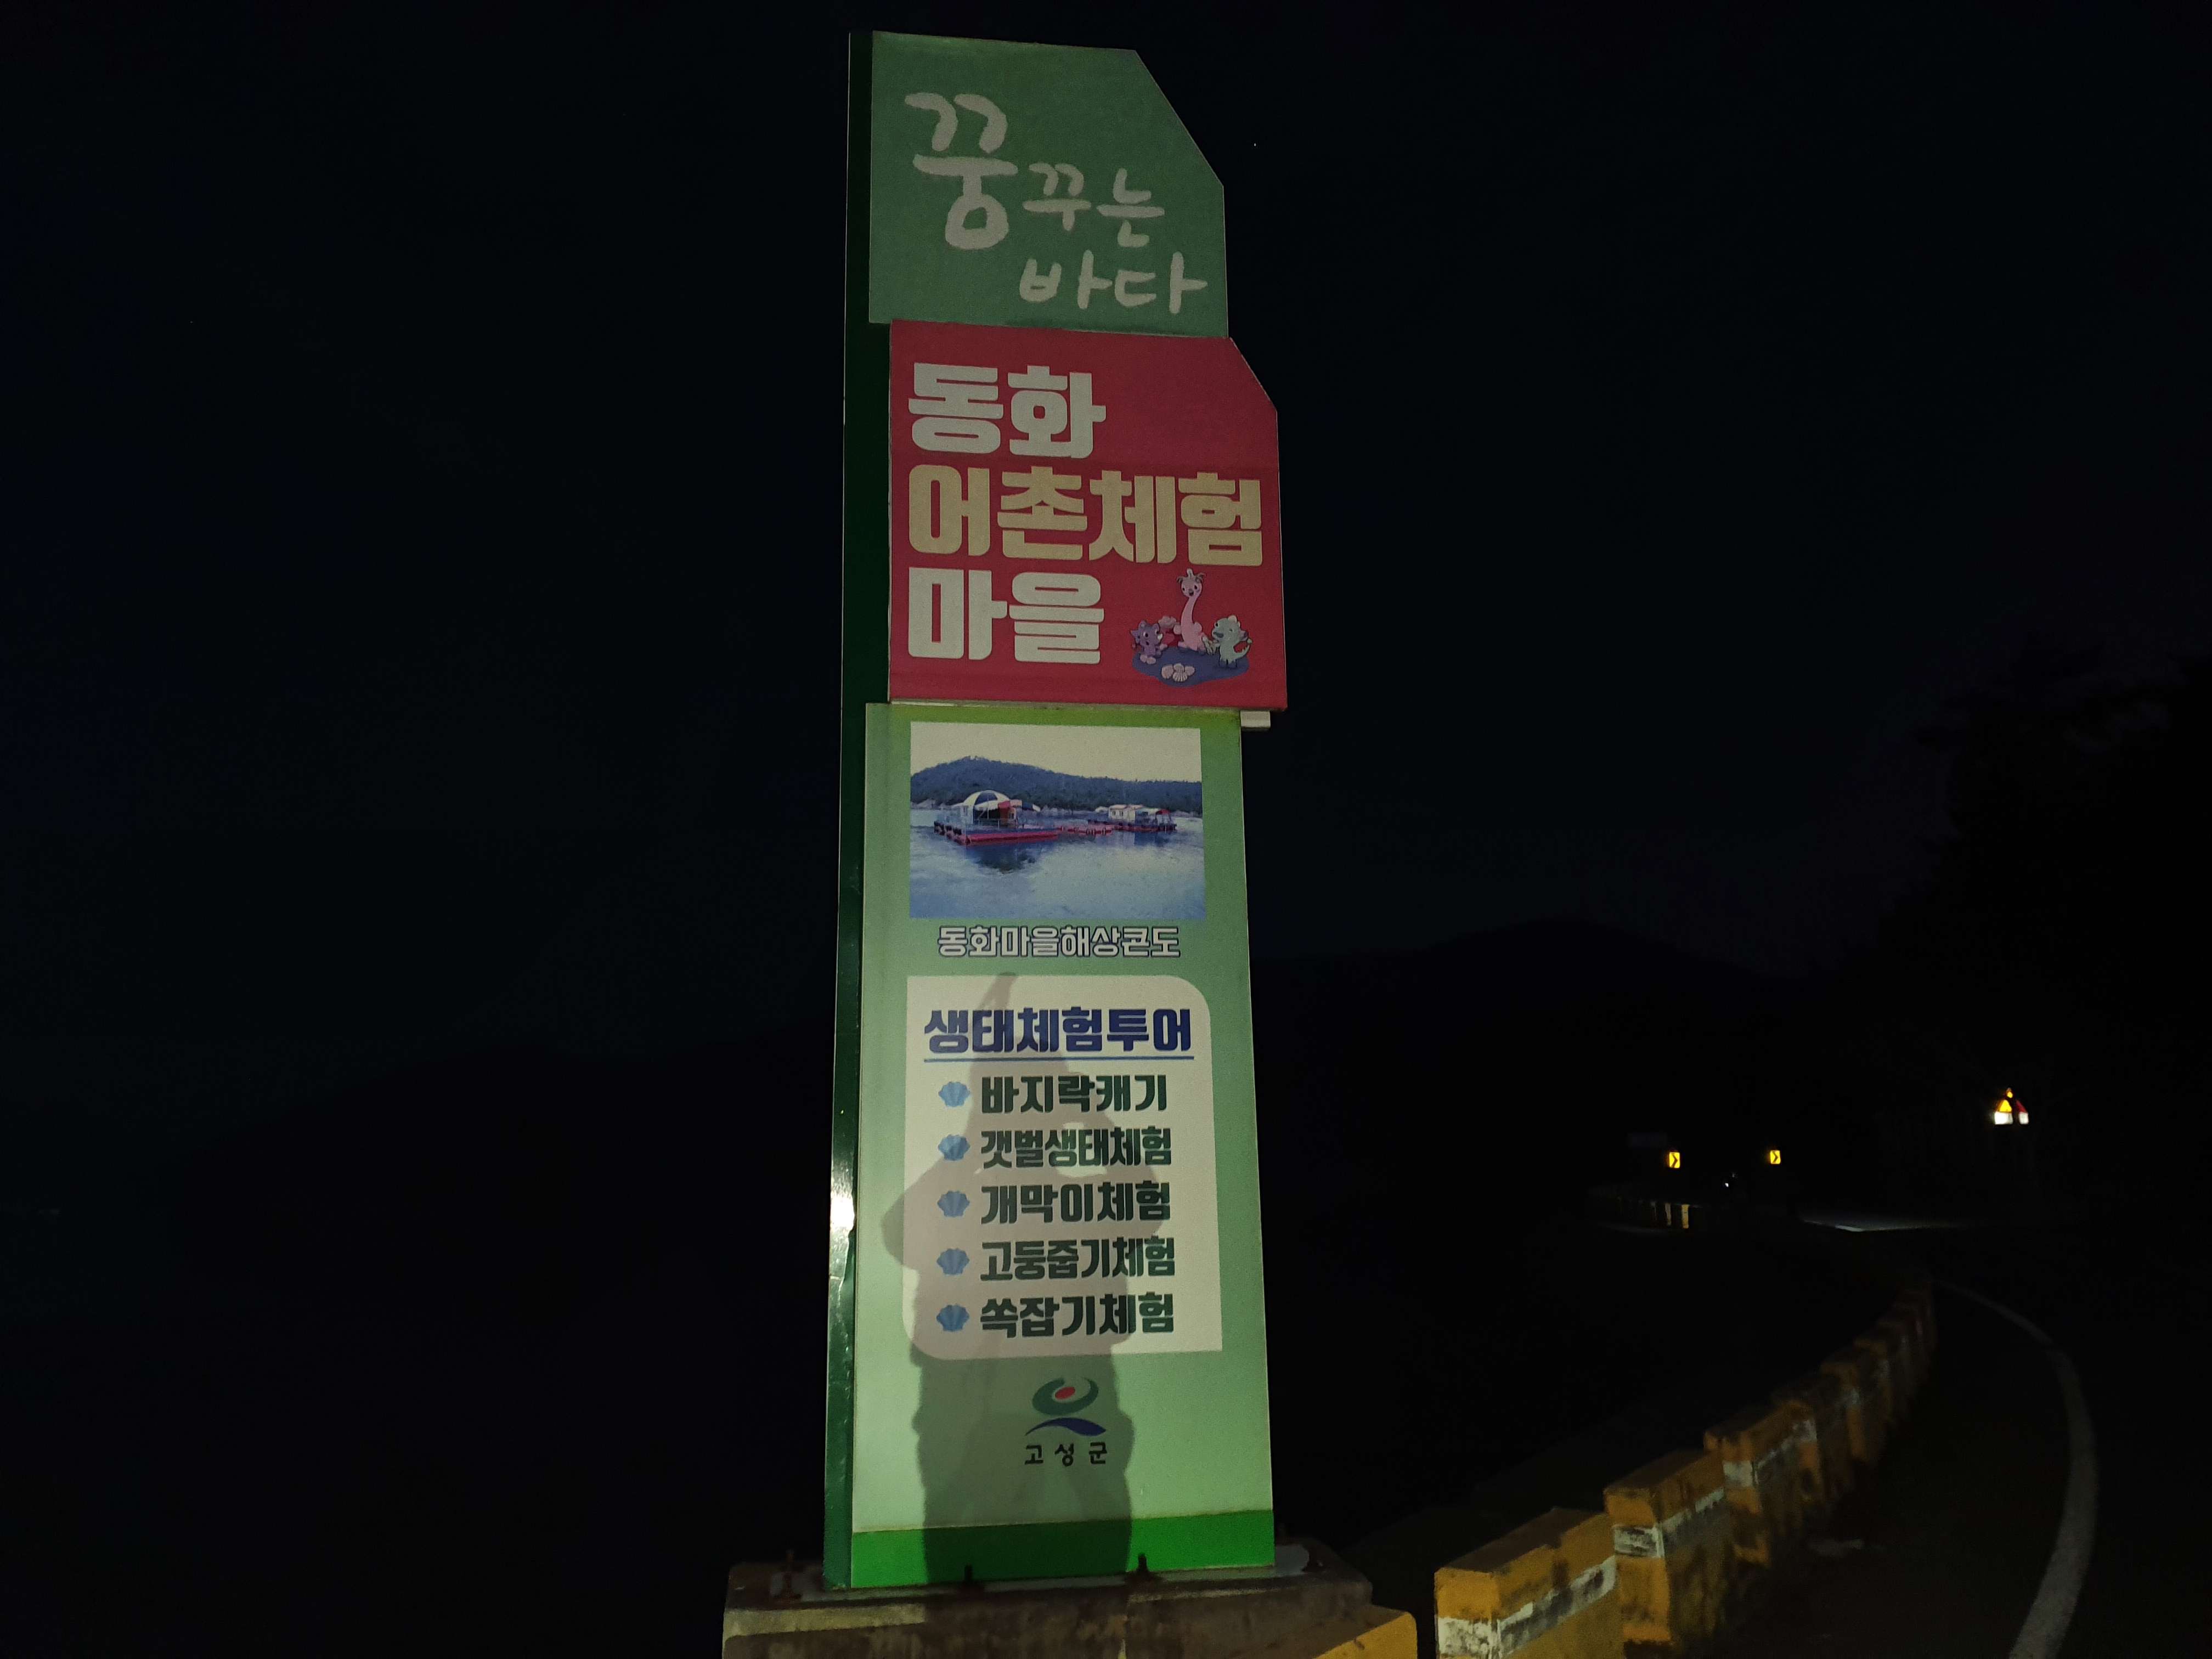 꿍꾸는
바다
동화
어촌체험
마을
동화마을해상콘도
생태체험투어
바지락캐기
갯벌생태체험
개막이체험
고둥줍기체험
쏙잡기체험
고성군